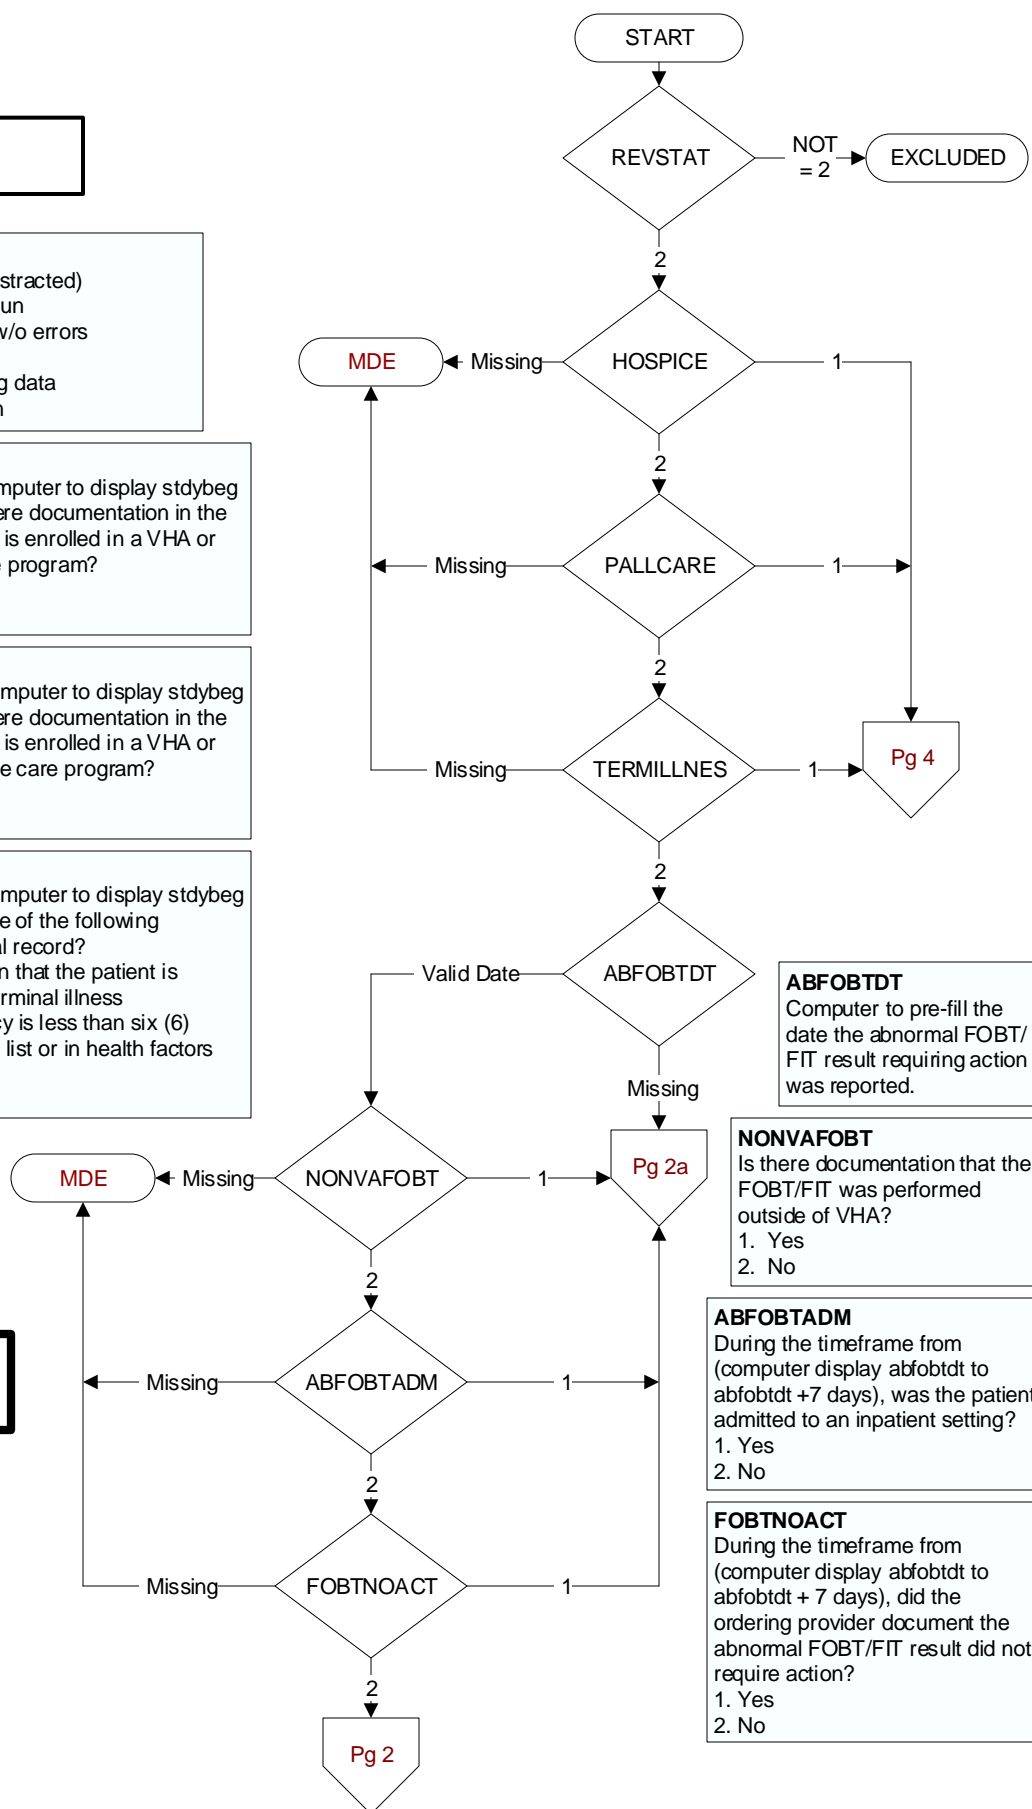 START
REVSTAT
NOT
= 2
EXCLUDED
2
stracted)
un
w/o errors
g data
n
MDE
Missing
HOSPICE
1
2
mputer to display stdybeg
ere documentation in the
is enrolled in a VHA or
e program?
Missing
PALLCARE
1
2
mputer to display stdybeg
ere documentation in the
is enrolled in a VHA or
e care program?
Missing
TERMILLNES
1
Pg 4
2
mputer to display stdybeg
e of the following
al record?
n that the patient is
erminal illness
cy is less than six (6)
list or in health factors
Valid Date
ABFOBTDT
Missing
ABFOBTDT
Computer to pre-fill the
date the abnormal FOBT/
FIT result requiring action
was reported.
MDE
Missing
NONVAFOBT
1
Pg 2a
2
NONVAFOBT
Is there documentation that the
FOBT/FIT was performed
outside of VHA?
1. Yes
2. No
Missing
ABFOBTADM
1
2
ABFOBTADM
During the timeframe from
(computer display abfobtdt to
abfobtdt +7 days), was the patient
admitted to an inpatient setting?
1. Yes
2. No
Missing
FOBTNOACT
1
2
FOBTNOACT
During the timeframe from
(computer display abfobtdt to
abfobtdt + 7 days), did the
ordering provider document the
abnormal FOBT/FIT result did not
require action?
1. Yes
2. No
Pg 2